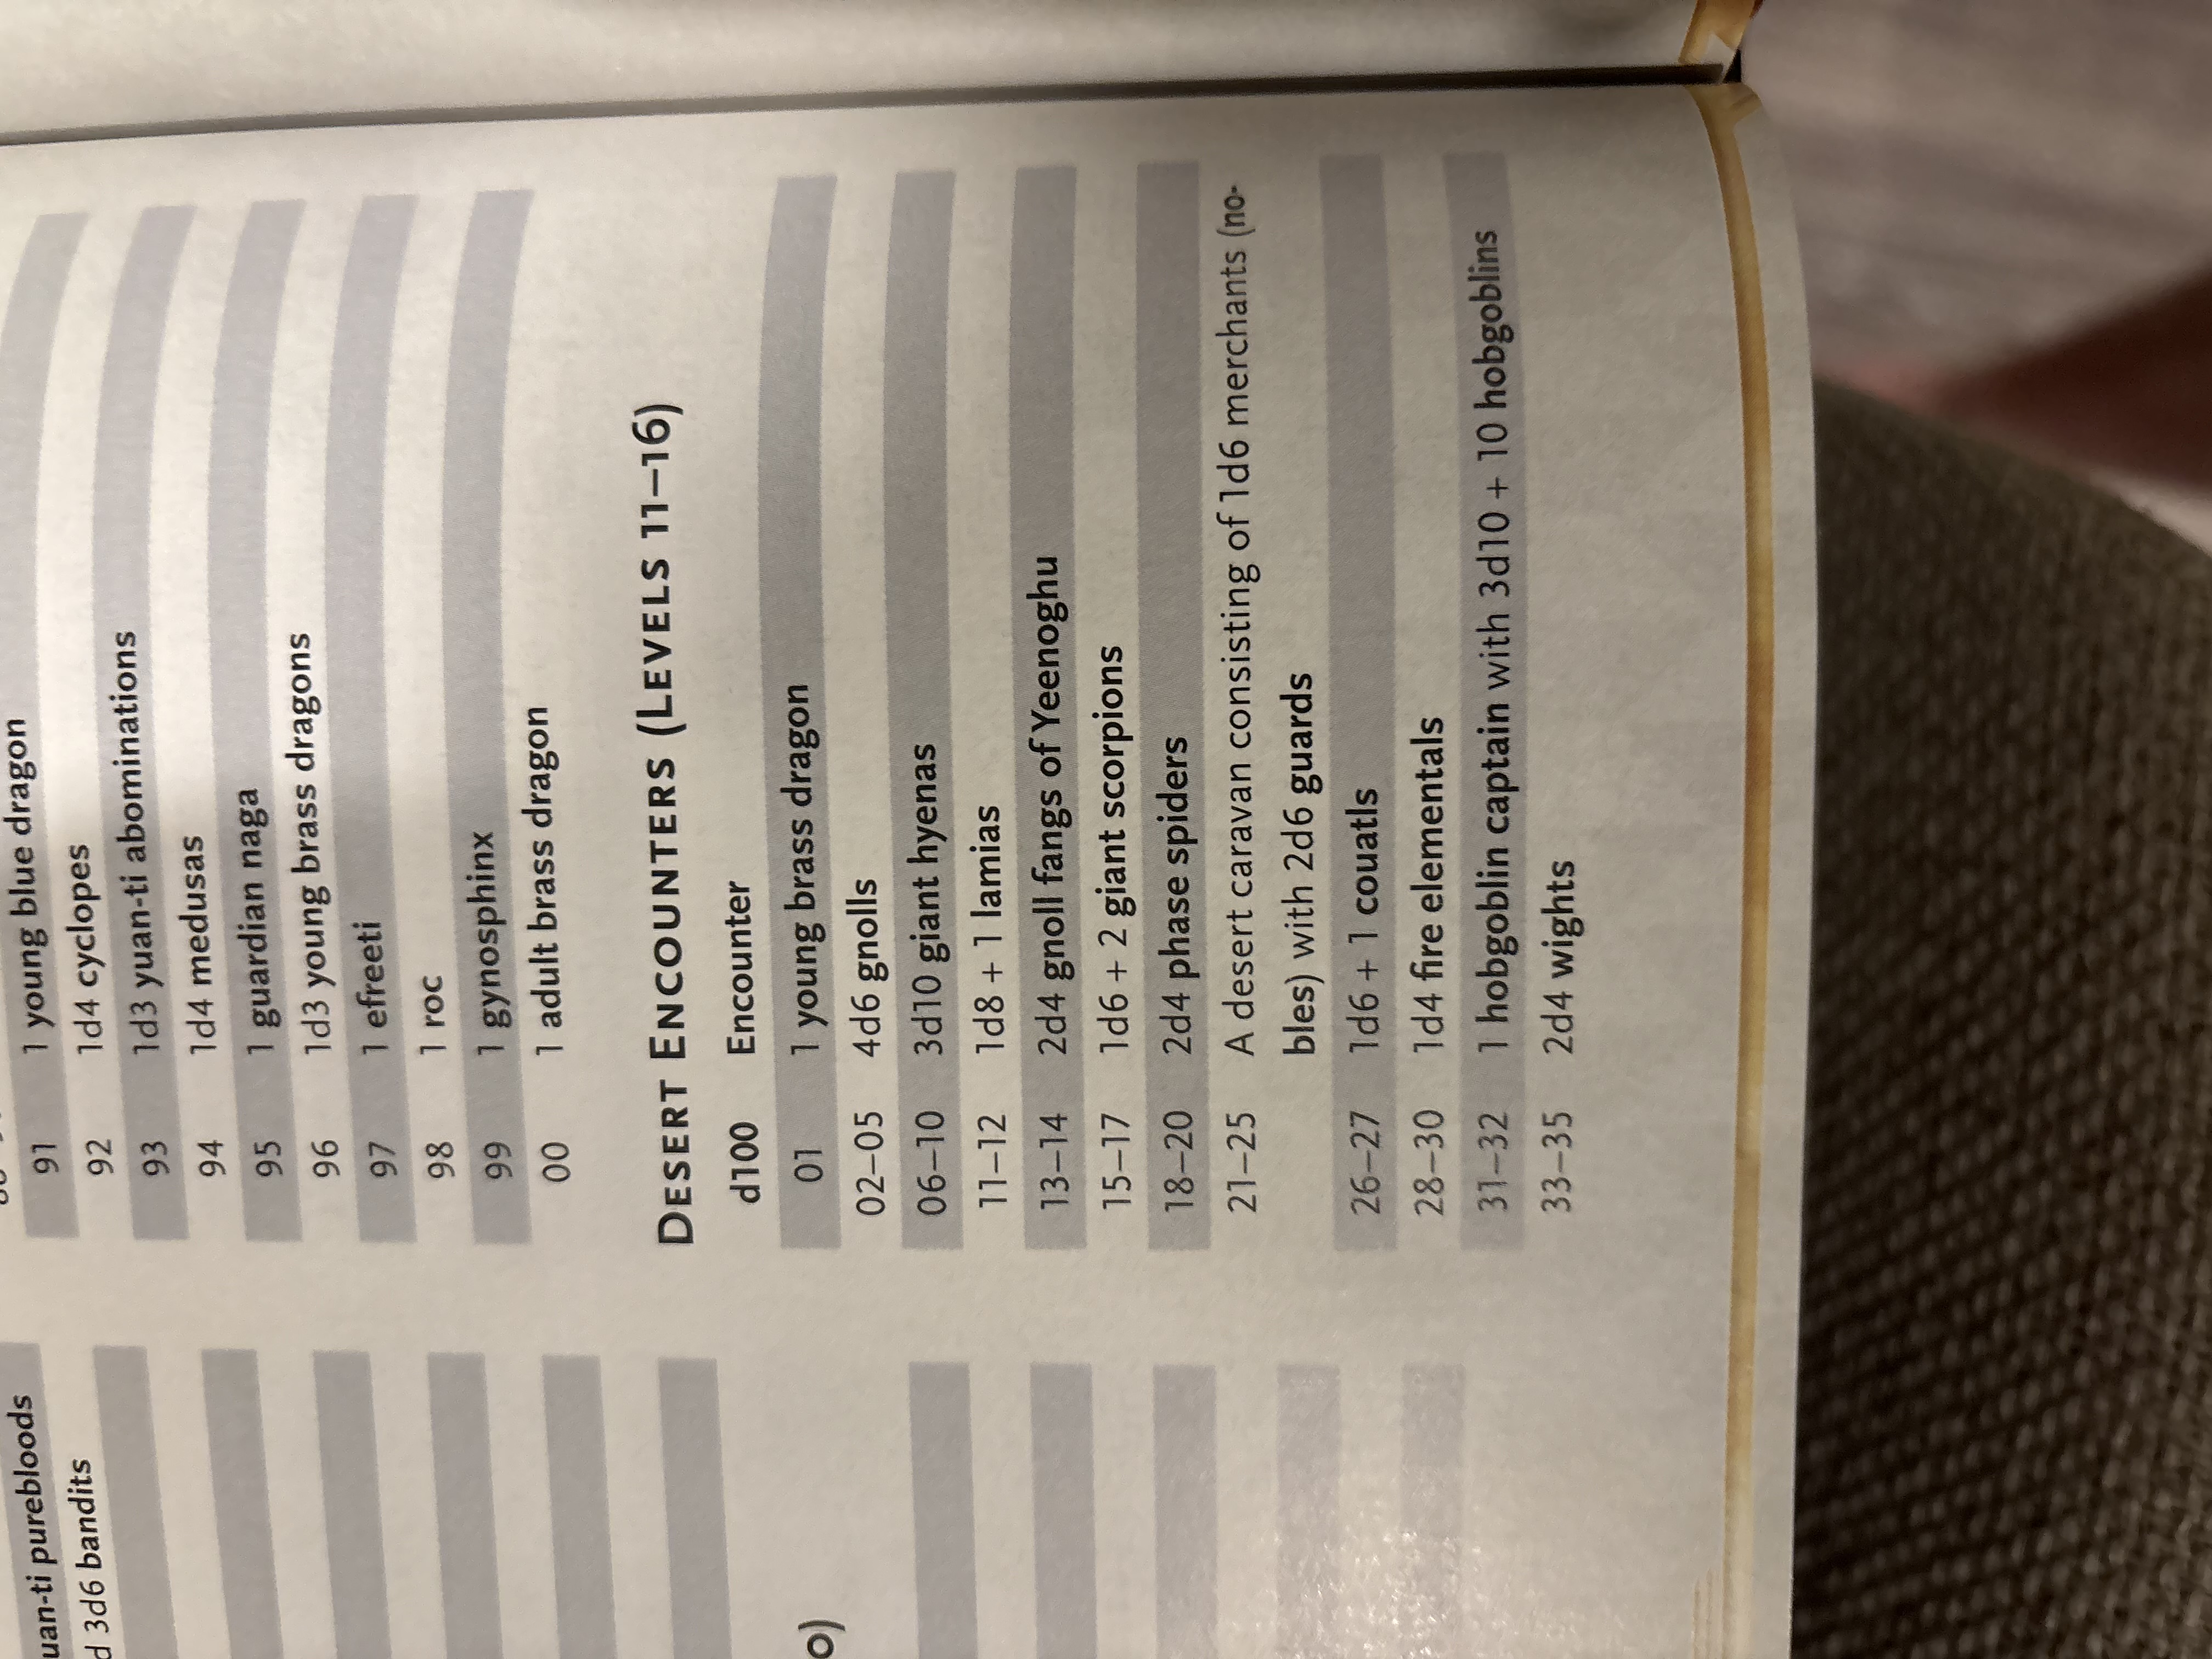 uan-ti purebloods
d 3d6 bandits
o)
91 1 young blue dragon
92 1d4 cyclopes
93 1d3 yuan-ti abominations
94 1d4 medusas
95 1 guardian naga
96 1d3 young brass dragons
97 1 efreeti
98 1 roc
99 1 gynosphinx
00 1 adult brass dragon
DESERT ENCOUNTERS (LEVELS 11–16)
d100 Encounter
01 1 young brass dragon
02–05 4d6 gnolls
06–10 3d10 giant hyenas
11–12 1d8 + 1 lamias
13–14 2d4 gnoll fangs of Yeenoghu
15–17 1d6 + 2 giant scorpions
18–20 2d4 phase spiders
21–25 A desert caravan consisting of 1d6 merchants (no-
bles) with 2d6 guards
26–27 1d6 + 1 couatls
28–30 1d4 fire elementals
31–32 1 hobgoblin captain with 3d10 + 10 hobgoblins
33–35 2d4 wights